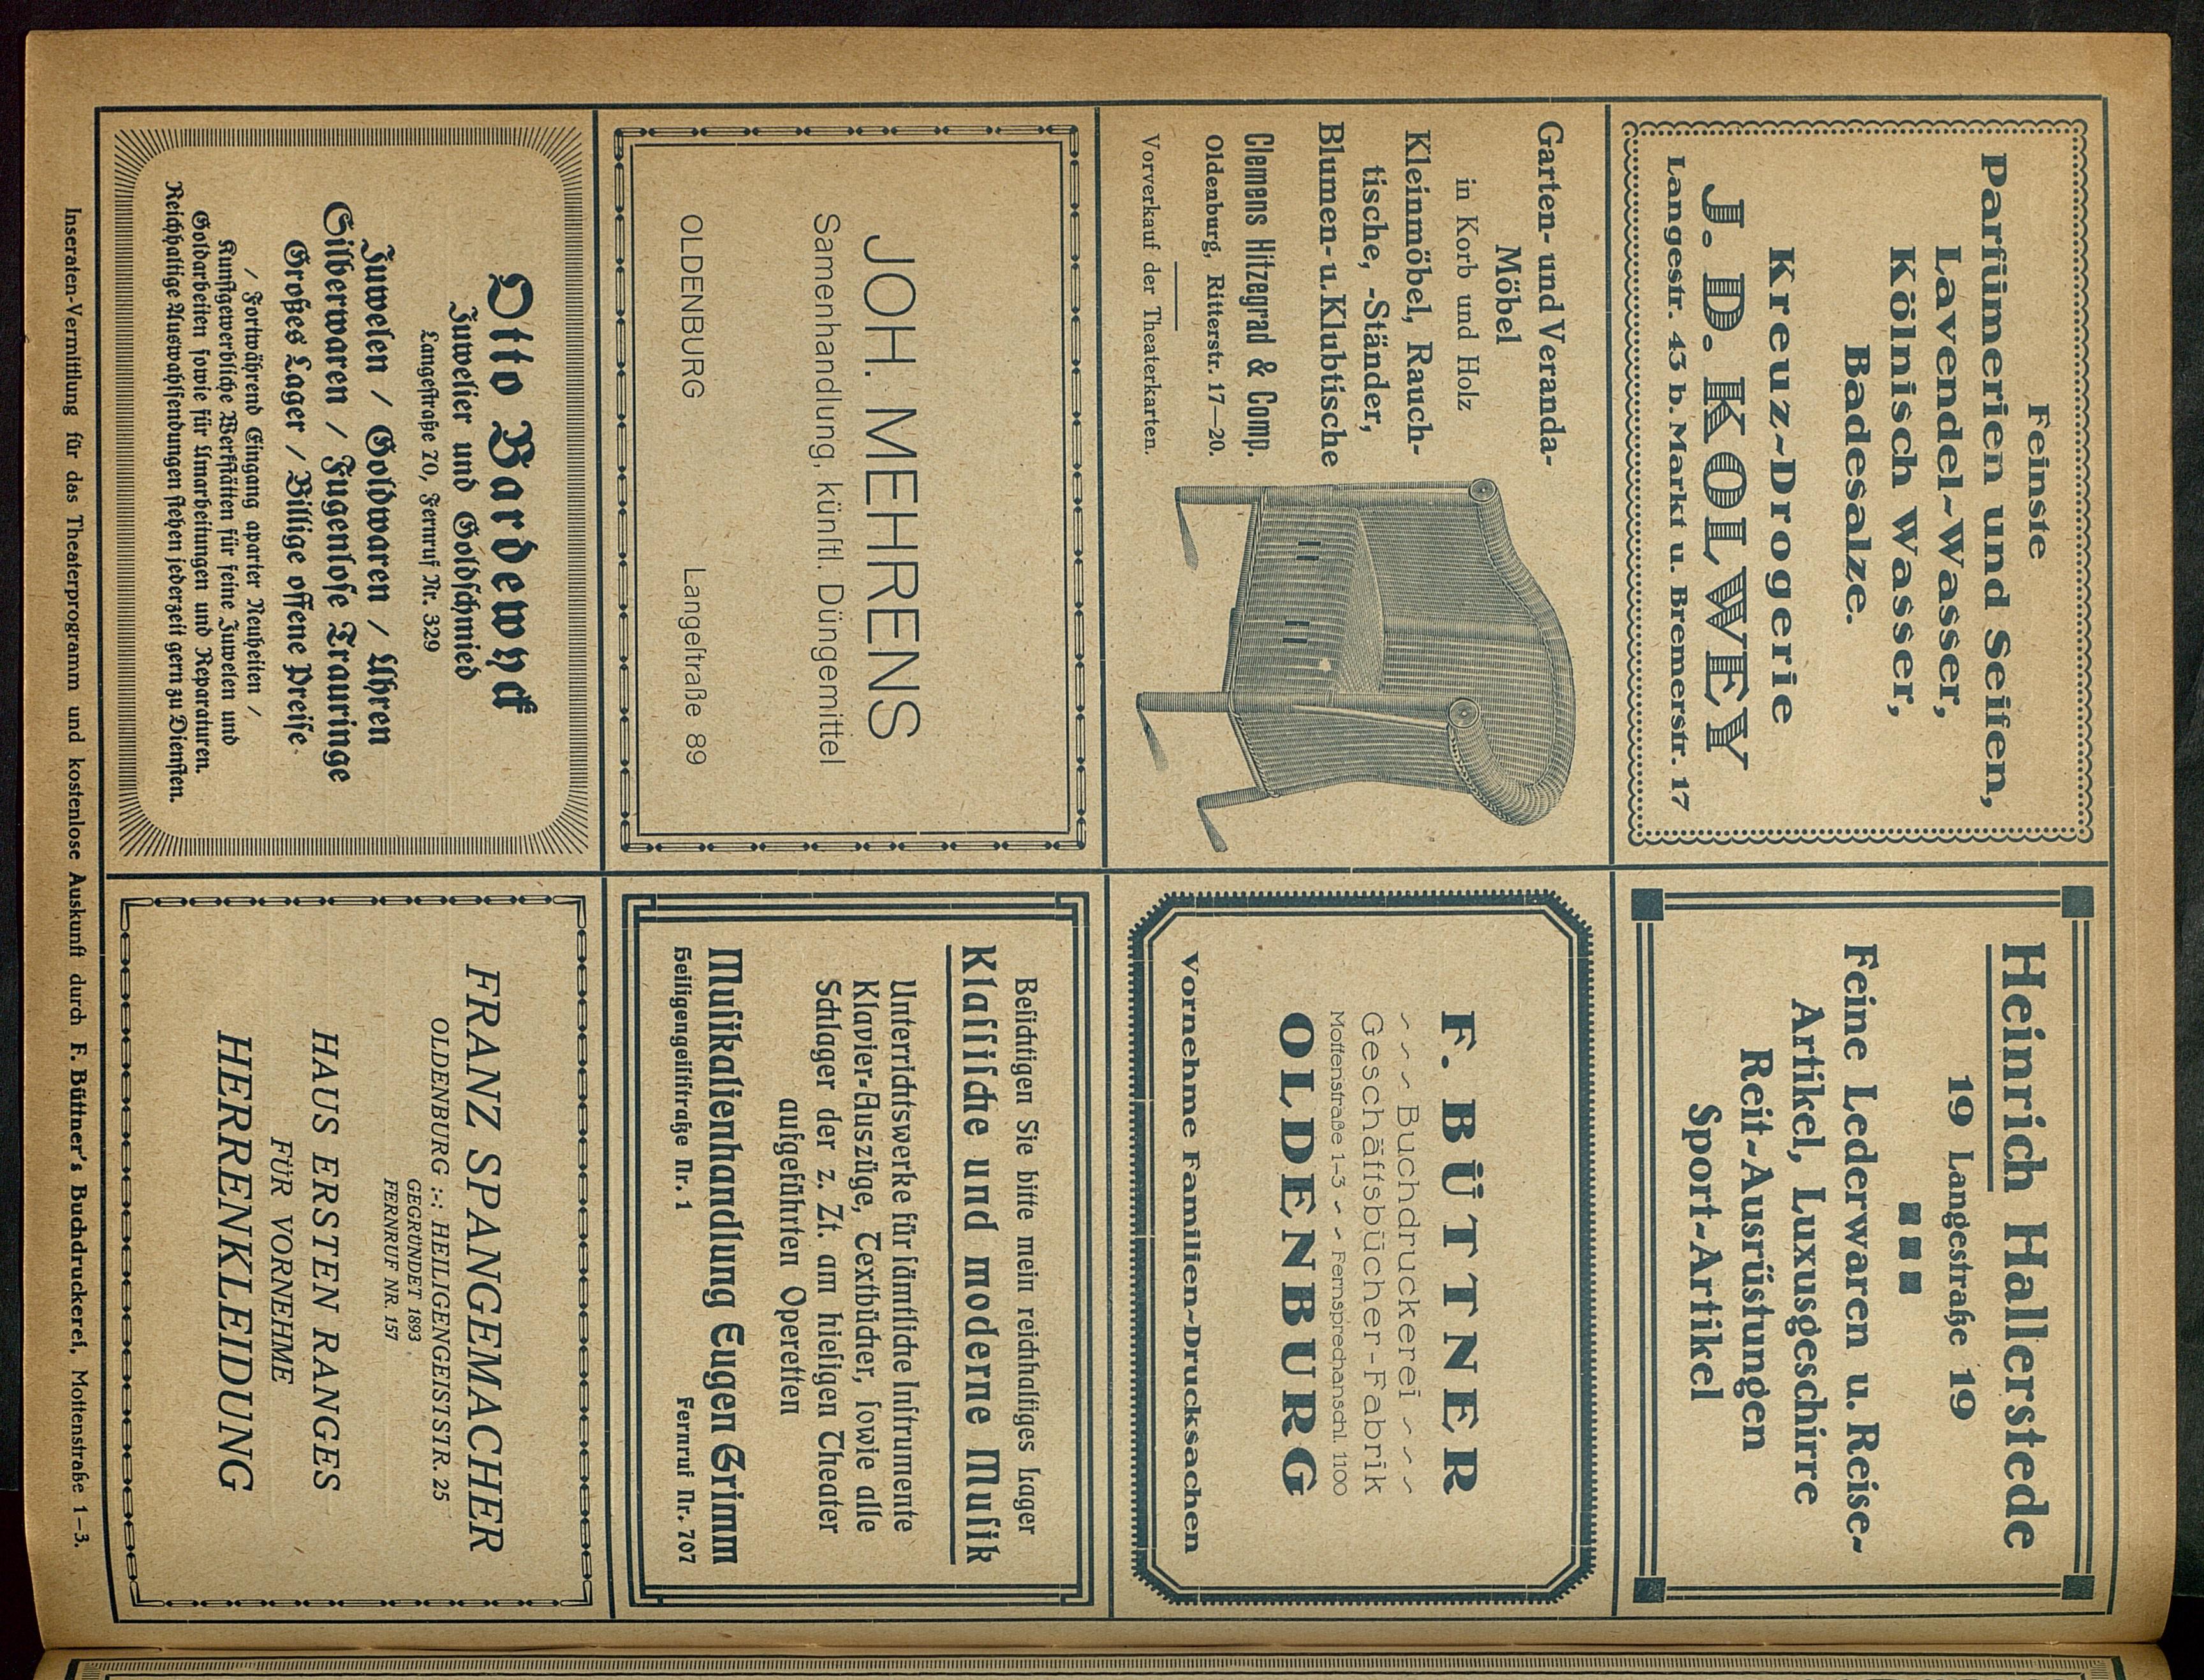 Feinste
Parfümerien und Seifen,
Lavendel-Wasser,
Kölnisch Wasser,
Badesalze.
Kreuz-Drogerie
J. D. KOLWEY
Langestr. 43 b. Markt u. Bremerstr. 17
Heinrich Hallerstede
19 Langestraße 19
Feine Lederwaren u. Reise-
Artikel, Luxusgeschirre
Reit-Ausrüstungen
Sport-Artikel
Garten- und Veranda-
Möbel
in Korb und Holz
Kleinmöbel, Rauch-
tische, -Ständer,
Blumen- u. Klubtische
Clemens Hitzegrad & Comp.
Oldenburg, Ritterstr. 17—20.
Vorverkauf der Theaterkarten.
F. BÜTTNER
~ ~ ~ Buchdruckerei ~ ~ ~
Geschäftsbücher-Fabrik
Mottenstraße 1-3 ~ ~ Fernsprechanschl. 1100
OLDENBURG
Vornehme Familien-Drucksachen
JOH. MEHRENS
Samenhandlung, künſtl. Düngemittel
OLDENBURG Langeſtraße 89
Beſichtigen Sie bitte mein reichhaltiges Lager
Klaſſiſche und moderne Muſik
Unterrichtswerke für ſämtliche Inſtrumente
Klavier-Auszüge, Textbücher, ſowie alle
Schlager der z. Zt. am hieſigen Theater
aufgeführten Operetten
Muſikalienhandlung Eugen Grimm
Heiligengeiſtſtraße Nr. 1 Fernruf Nr. 707
Otto Bardewyck
Juwelier und Goldſchmied
Langeſtraße 70, Fernruf Nr. 329
Juwelen / Goldwaren / Uhren
Silberwaren / Fugenloſe Trauringe
Großes Lager / Billige offene Preiſe
/ Fortwährend Eingang aparter Neuheiten /
Kunſtgewerbliche Werkſtätten für feine Juwelen und
Goldarbeiten ſowie für Umarbeitungen und Reparaturen.
Reichhaltige Auswahlſendungen ſtehen jederzeit gern zu Dienſten.
FRANZ SPANGEMACHER
OLDENBURG :-: HEILIGENGEISTSTR. 25
GEGRÜNDET 1893
FERNRUF NR. 157
HAUS ERSTEN RANGES
FÜR VORNEHME
HERRENKLEIDUNG
Inseraten-Vermittlung für das Theaterprogramm und kostenlose Auskunft durch F. Büttner's Buchdruckerei, Mottenstraße 1—3.